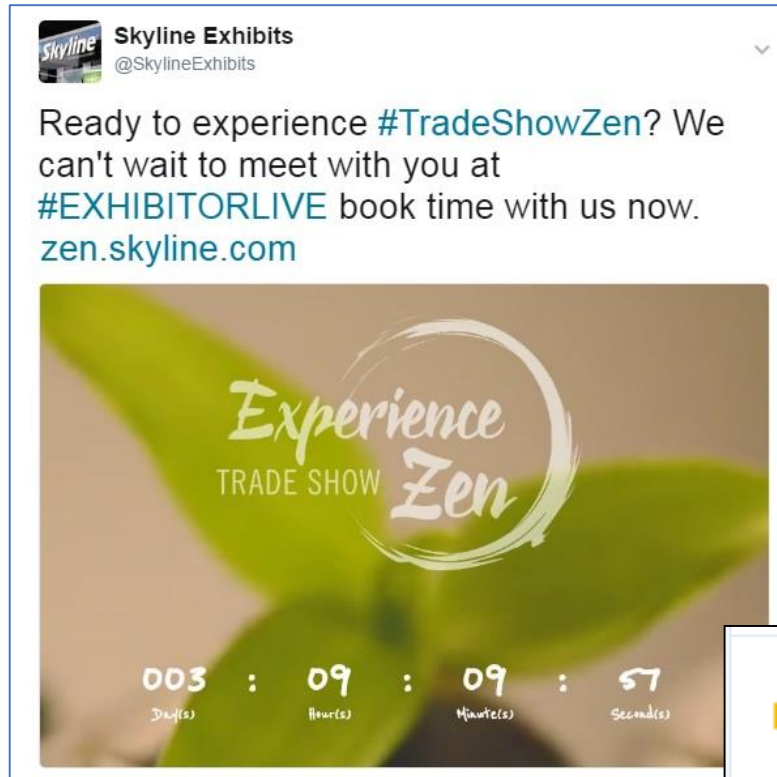 Skyline
Skyline Exhibits
@SkylineExhibits
Ready to experience #TradeShowZen? We
can't wait to meet with you at
#EXHIBITORLIVE book time with us now.
zen.skyline.com
Experience
TRADE SHOW Zen
003 : 09 : 09 : 57
Day(s) Hour(s) Minute(s) Second(s)